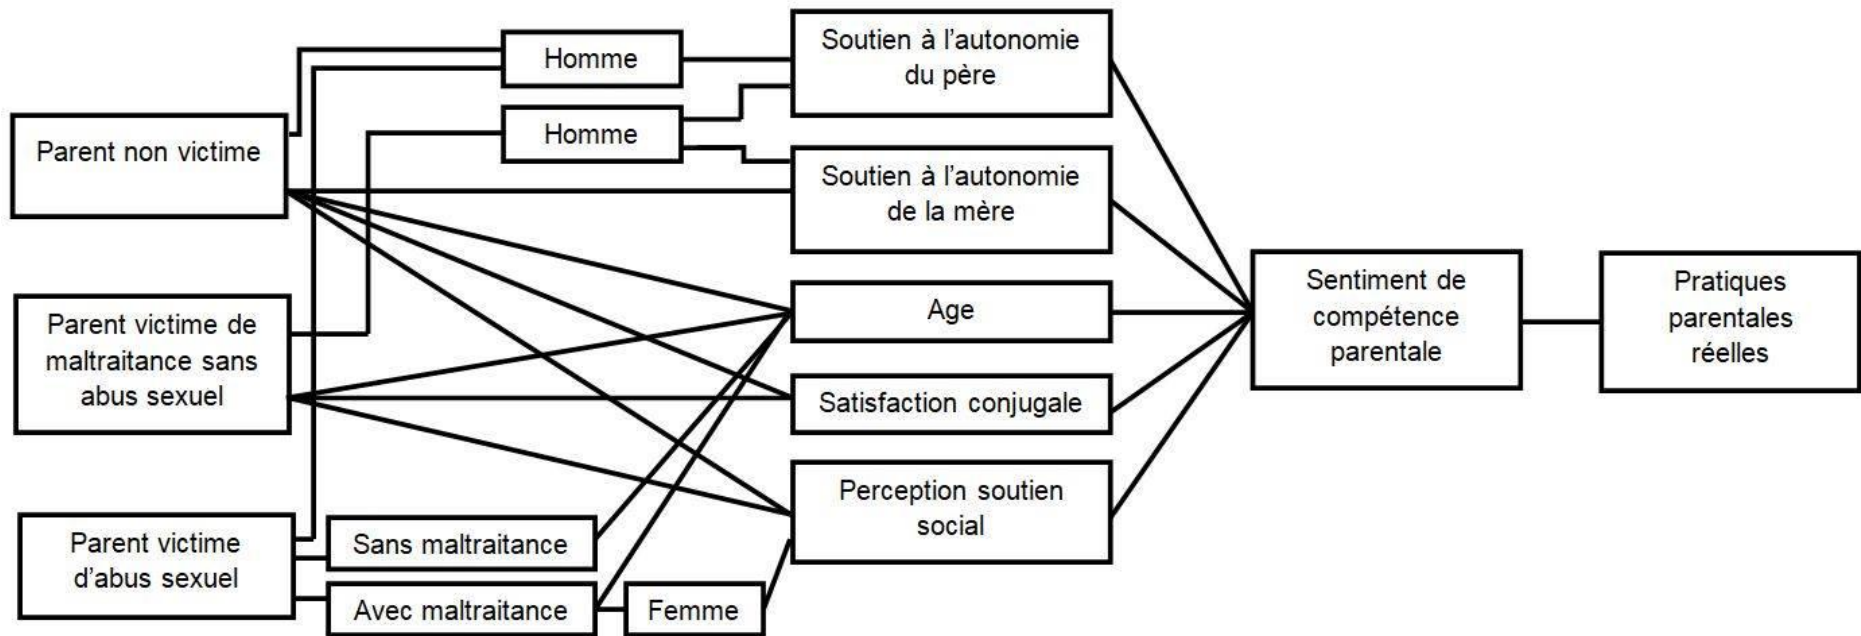 Parent non victime
Parent victime de
maltraitance sans
abus sexuel
Parent victime
d'abus sexuel
Sans maltraitance
Avec maltraitance
Femme
Homme
Homme
Soutien à l'autonomie
du père
Soutien à l'autonomie
de la mère
Age
Satisfaction conjugale
Perception soutien
social
Sentiment de
compétence
parentale
Pratiques
parentales
réelles